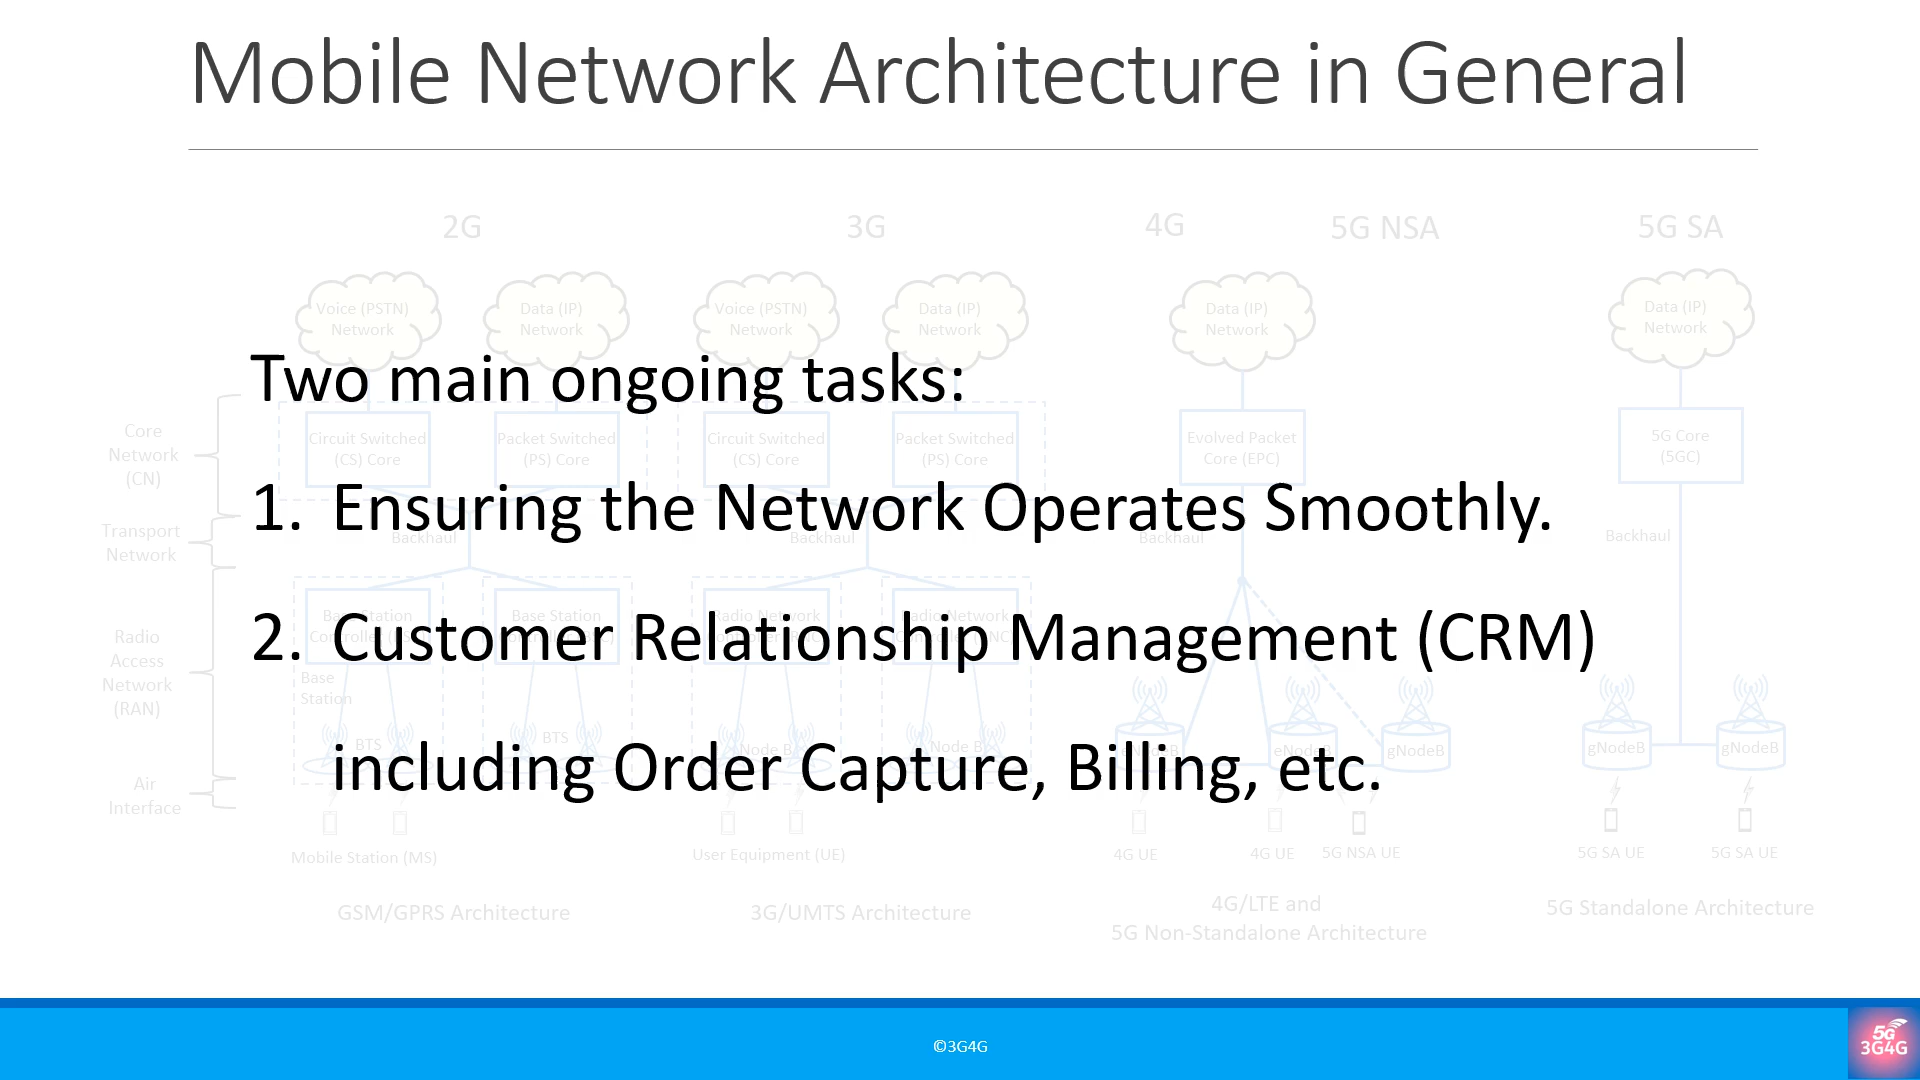 Mobile Network Architecture in General
2G
3G
4G
5G NSA
5G SA
Voice (PSTN)
Network
Data (IP)
Network
Voice (PSTN)
Network
Data (IP)
Network
Data (IP)
Network
Data (IP)
Network
Two main ongoing tasks:
Core
Network
(CN)
Circuit Switched
(CS) Core
Packet Switched
(PS) Core
Circuit Switched
(CS) Core
Packet Switched
(PS) Core
Evolved Packet
Core (EPC)
5G Core
(5GC)
1. Ensuring the Network Operates Smoothly.
Transport
Network
Backhaul
Backhaul
Backhaul
Backhaul
Base Station
Controller
Base Station
Radio Network
Radio Network
2. Customer Relationship Management (CRM)
Radio
Access
Network
(RAN)
Base
Station
BTS
BTS
Node B
Node B
eNodeB
eNodeB
gNodeB
gNodeB
gNodeB
including Order Capture, Billing, etc.
Air
Interface
Mobile Station (MS)
User Equipment (UE)
4G UE
4G UE
5G NSA UE
5G SA UE
5G SA UE
GSM/GPRS Architecture
3G/UMTS Architecture
4G/LTE and
5G Non-Standalone Architecture
5G Standalone Architecture
©3G4G
5G
3G4G